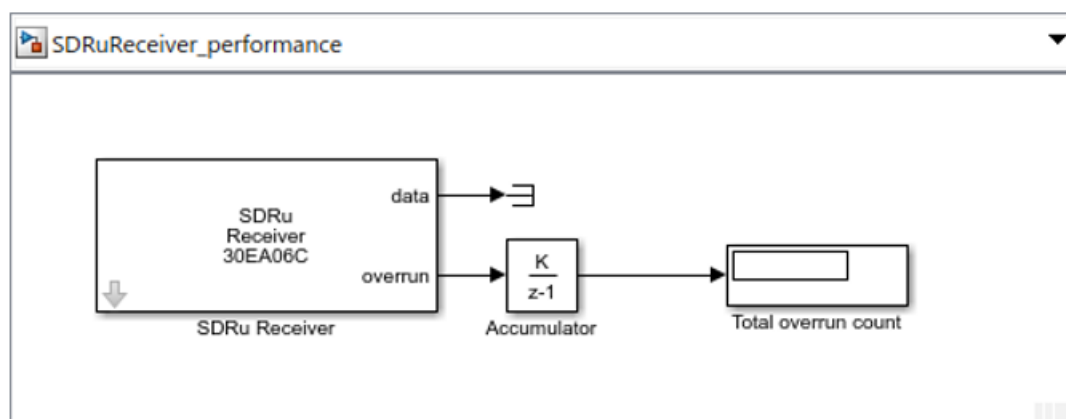 SDRuReceiver_performance
data
SDRu
Receiver
30EA06C
overrun
K
z-1
SDRu Receiver
Accumulator
Total overrun count